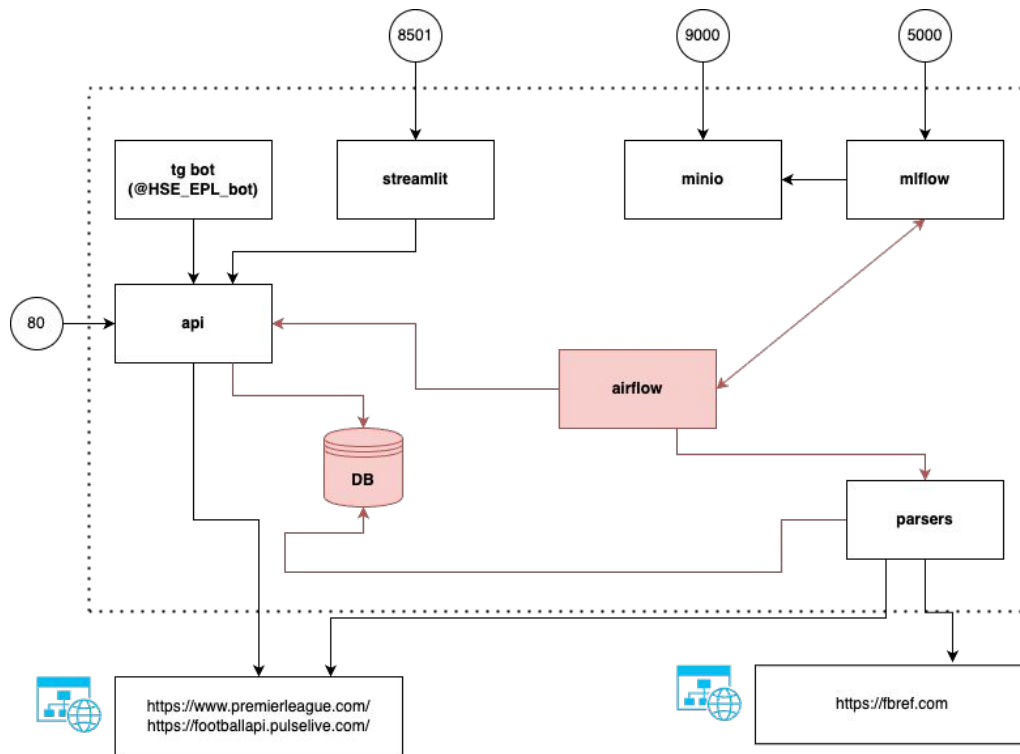 8501
9000
5000
tg bot
(@HSE_EPL_bot)
streamlit
minio
mlflow
80
api
airflow
DB
parsers
https://www.premierleague.com/
https://footballapi.pulselive.com/
https://fbref.com